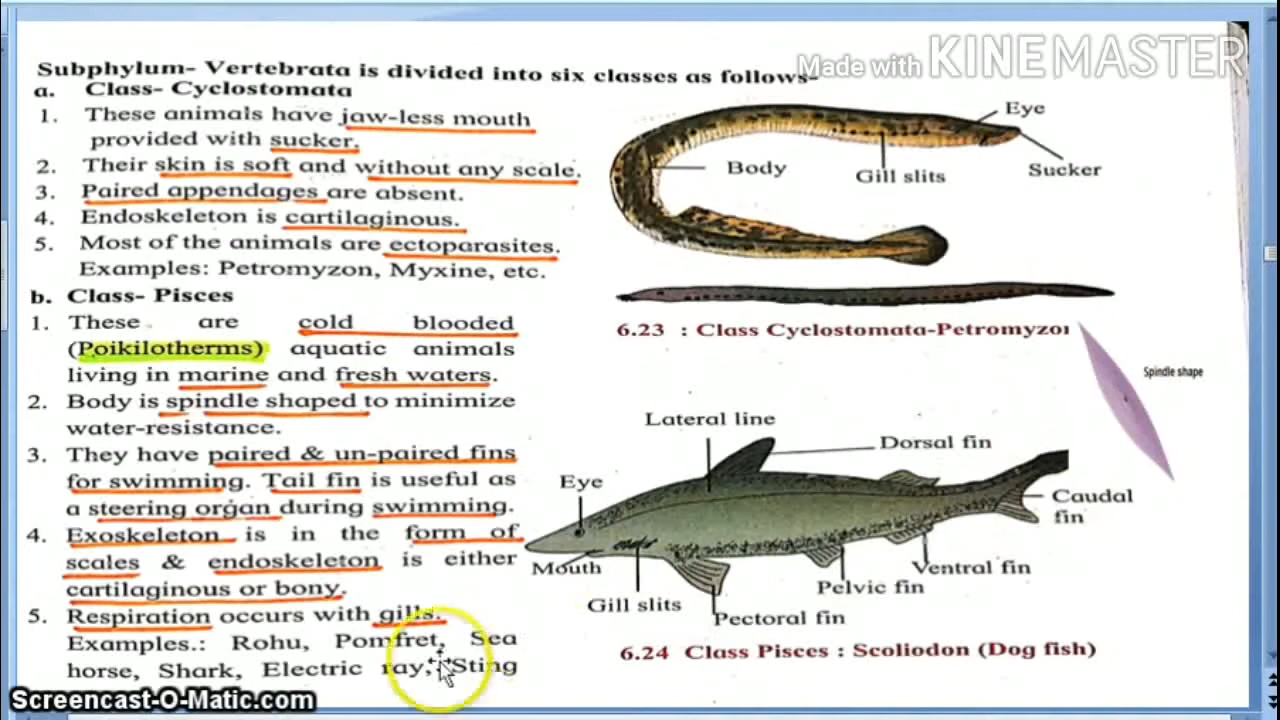 Made with KINEMASTER
Subphylum- Vertebrata is divided into six classes as follows-
a. Class- Cyclostomata
1. These animals have jaw-less mouth
provided with sucker.
2. Their skin is soft and without any scale.
3. Paired appendages are absent.
4. Endoskeleton is cartilaginous.
5. Most of the animals are ectoparasites.
Examples: Petromyzon, Myxine, etc.
b. Class- Pisces
1. These are cold blooded
(Poikilotherms) aquatic animals
living in marine and fresh waters.
2. Body is spindle shaped to minimize
water-resistance.
3. They have paired & un-paired fins
for swimming. Tail fin is useful as
a steering organ during swimming.
4. Exoskeleton is in the form of
scales & endoskeleton is either
cartilaginous or bony.
5. Respiration occurs with gills.
Examples.: Rohu, Pomfret, Sea
horse, Shark, Electric ray, Sting
Eye
Body
Gill slits
Sucker
6.23 : Class Cyclostomata-Petromyzon
Spindle shape
Lateral line
Dorsal fin
Eye
Caudal
fin
Mouth
Ventral fin
Pelvic fin
Gill slits
Pectoral fin
6.24 Class Pisces : Scoliodon (Dog fish)
Screencast-O-Matic.com